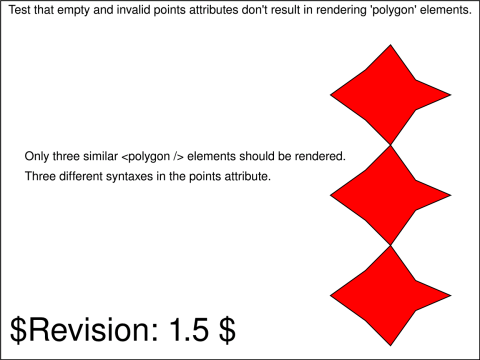 Test that empty and invalid points attributes don't result in rendering 'polygon' elements.
Only three similar <polygon /> elements should be rendered.
Three different syntaxes in the points attribute.
$Revision: 1.5 $